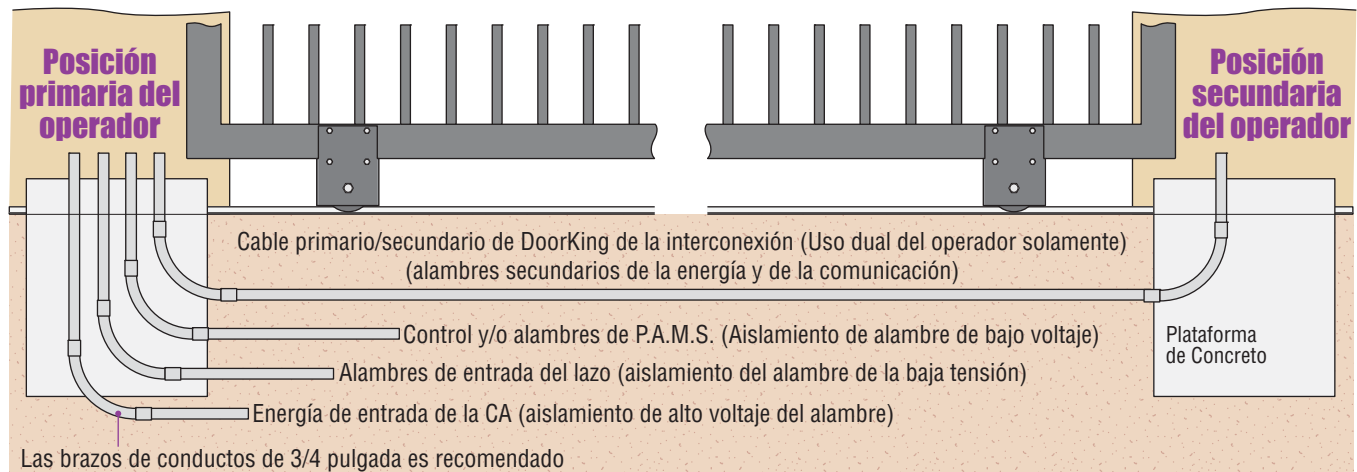 Posición
primaria del
operador
Posición
secundaria
del operador
Cable primario/secundario de DoorKing de la interconexión (Uso dual del operador solamente)
(alambres secundarios de la energía y de la comunicación)
Control y/o alambres de P.A.M.S. (Aislamiento de alambre de bajo voltaje)
Plataforma
de Concreto
Alambres de entrada del lazo (aislamiento del alambre de la baja tensión)
Energía de entrada de la CA (aislamiento de alto voltaje del alambre)
Las brazos de conductos de 3/4 pulgada es recomendado